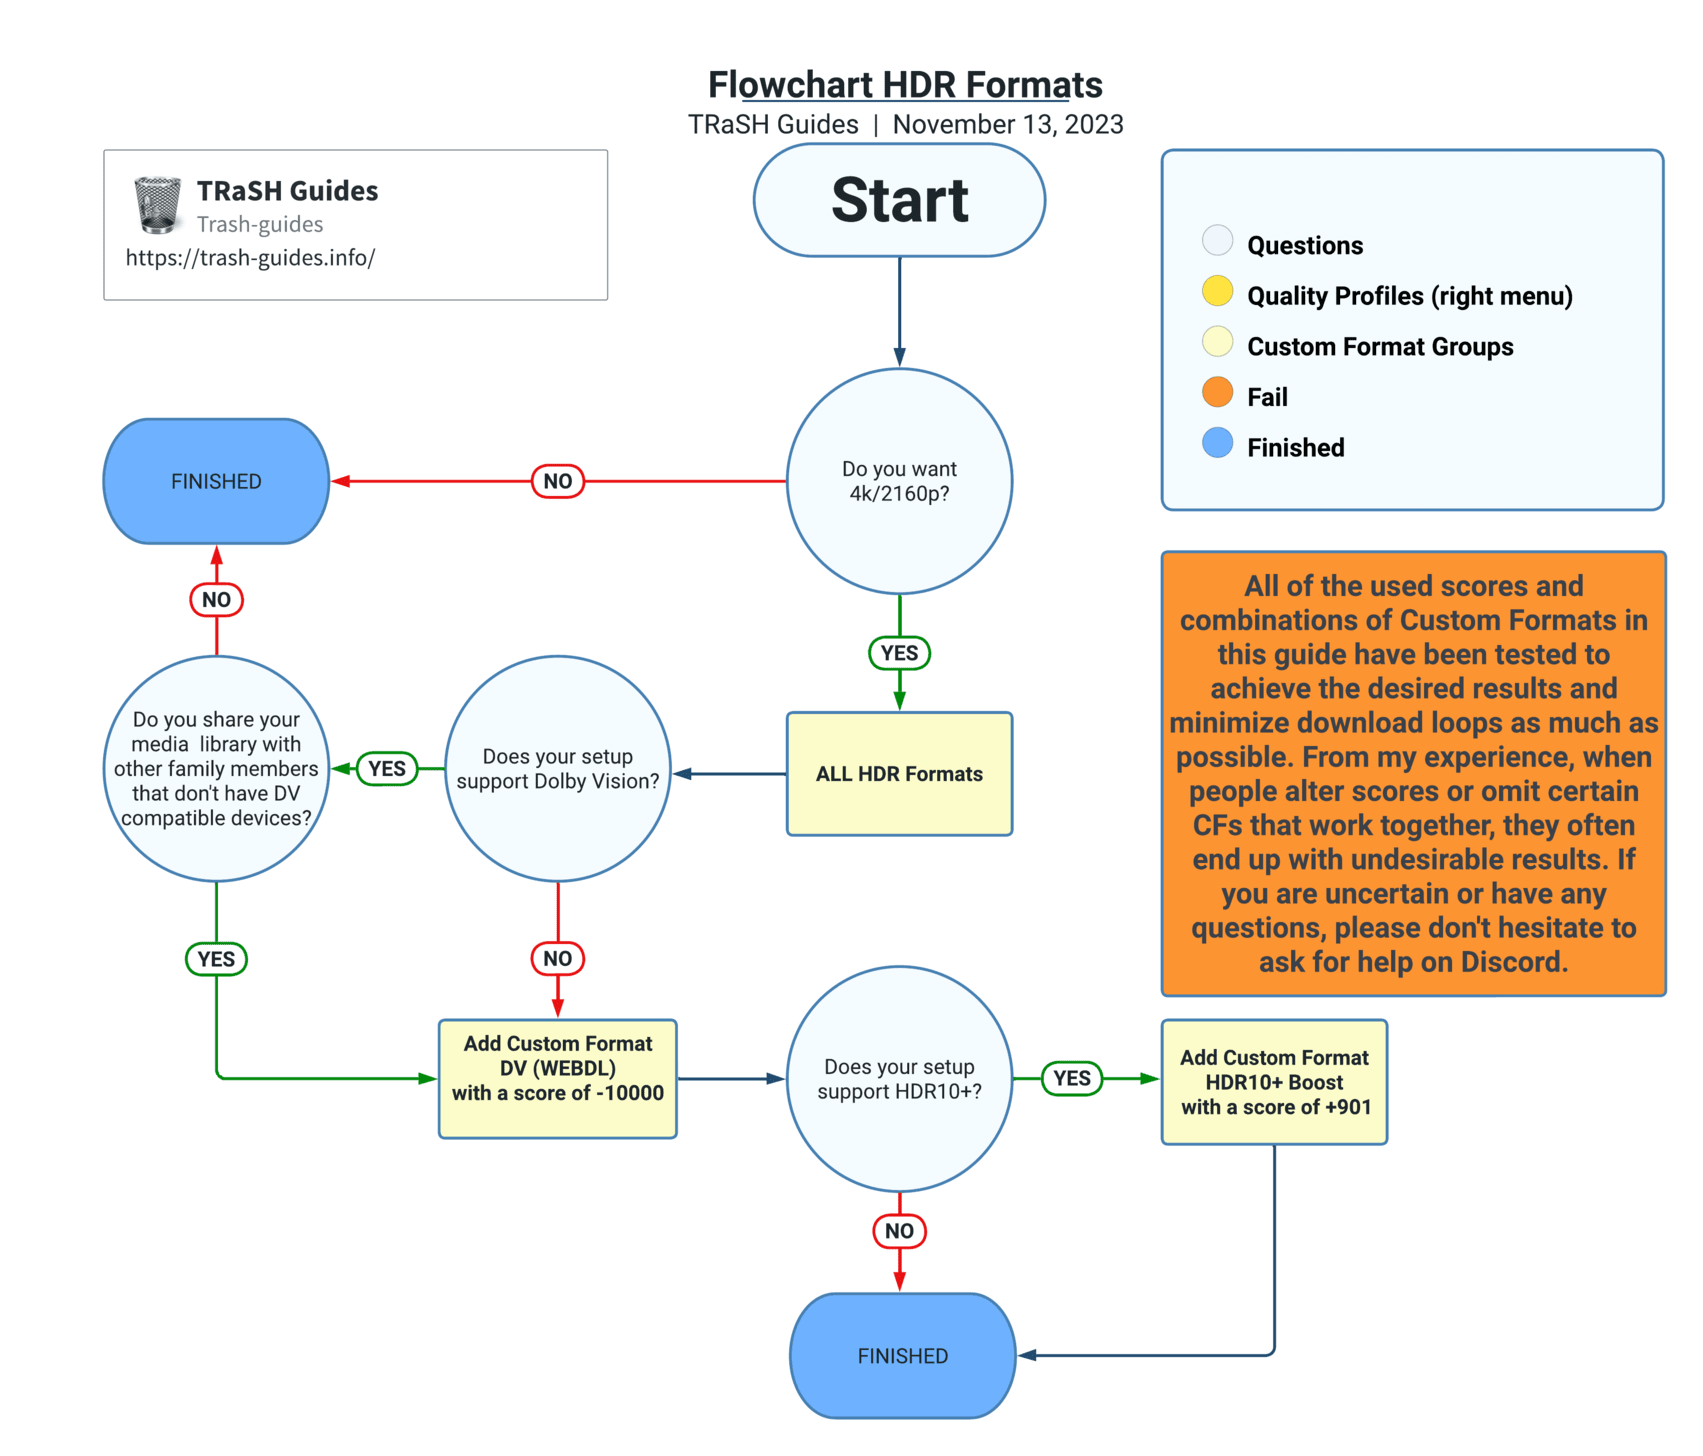 Flowchart HDR Formats
TRaSH Guides | November 13, 2023
TRaSH Guides
Trash-guides
https://trash-guides.info/
Start
Questions
Quality Profiles (right menu)
Custom Format Groups
Fail
Finished
Do you want
4k/2160p?
NO
FINISHED
NO
YES
All of the used scores and
combinations of Custom Formats in
this guide have been tested to
achieve the desired results and
minimize download loops as much as
possible. From my experience, when
people alter scores or omit certain
CFs that work together, they often
end up with undesirable results. If
you are uncertain or have any
questions, please don't hesitate to
ask for help on Discord.
Do you share your
media library with
other family members
that don't have DV
compatible devices?
YES
Does your setup
support Dolby Vision?
ALL HDR Formats
YES
NO
Add Custom Format
DV (WEBDL)
with a score of -10000
Does your setup
support HDR10+?
YES
Add Custom Format
HDR10+ Boost
with a score of +901
NO
FINISHED